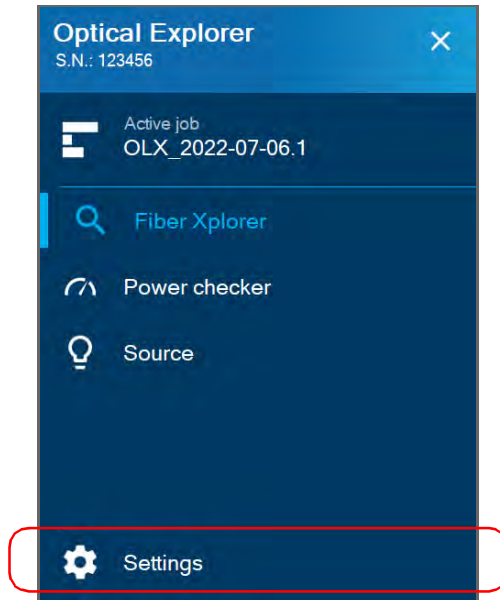 Optical Explorer
S.N.: 123456
Active job
OLX_2022-07-06.1
Fiber Xplorer
Power checker
Source
Settings